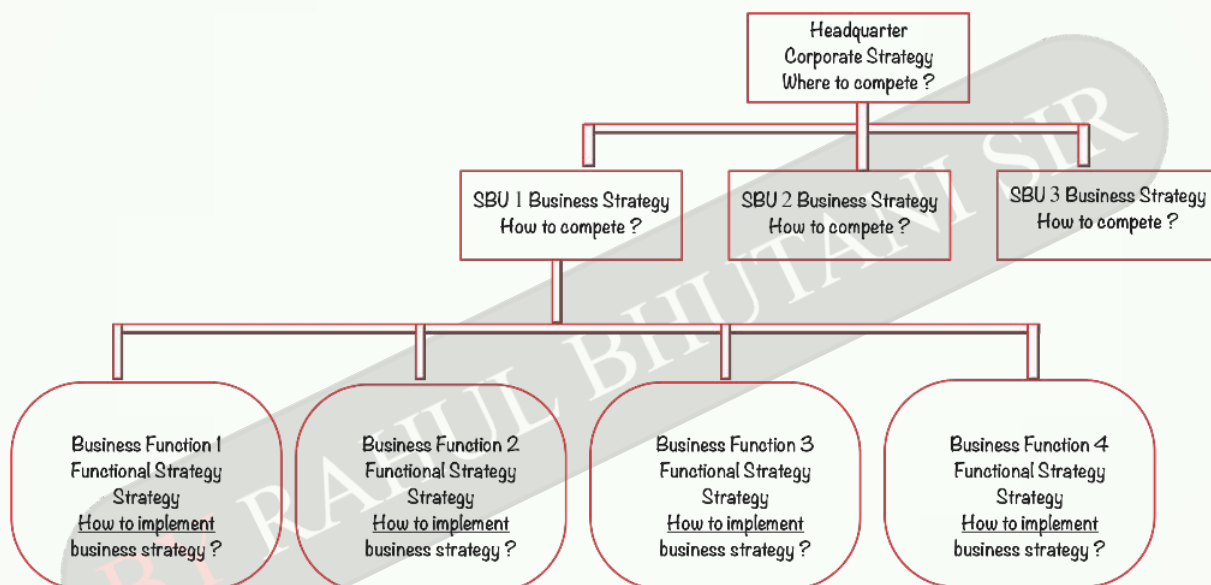 Headquarter
Corporate Strategy
Where to compete ?
SBU 1 Business Strategy
How to compete ?
SBU 2 Business Strategy
How to compete ?
SBU 3 Business Strategy
How to compete ?
Business Function 1
Functional Strategy
Strategy
How to implement
business strategy ?
Business Function 2
Functional Strategy
Strategy
How to implement
business strategy ?
Business Function 3
Functional Strategy
Strategy
How to implement
business strategy ?
Business Function 4
Functional Strategy
Strategy
How to implement
business strategy ?
BY RAHUL BHUTANI SIR